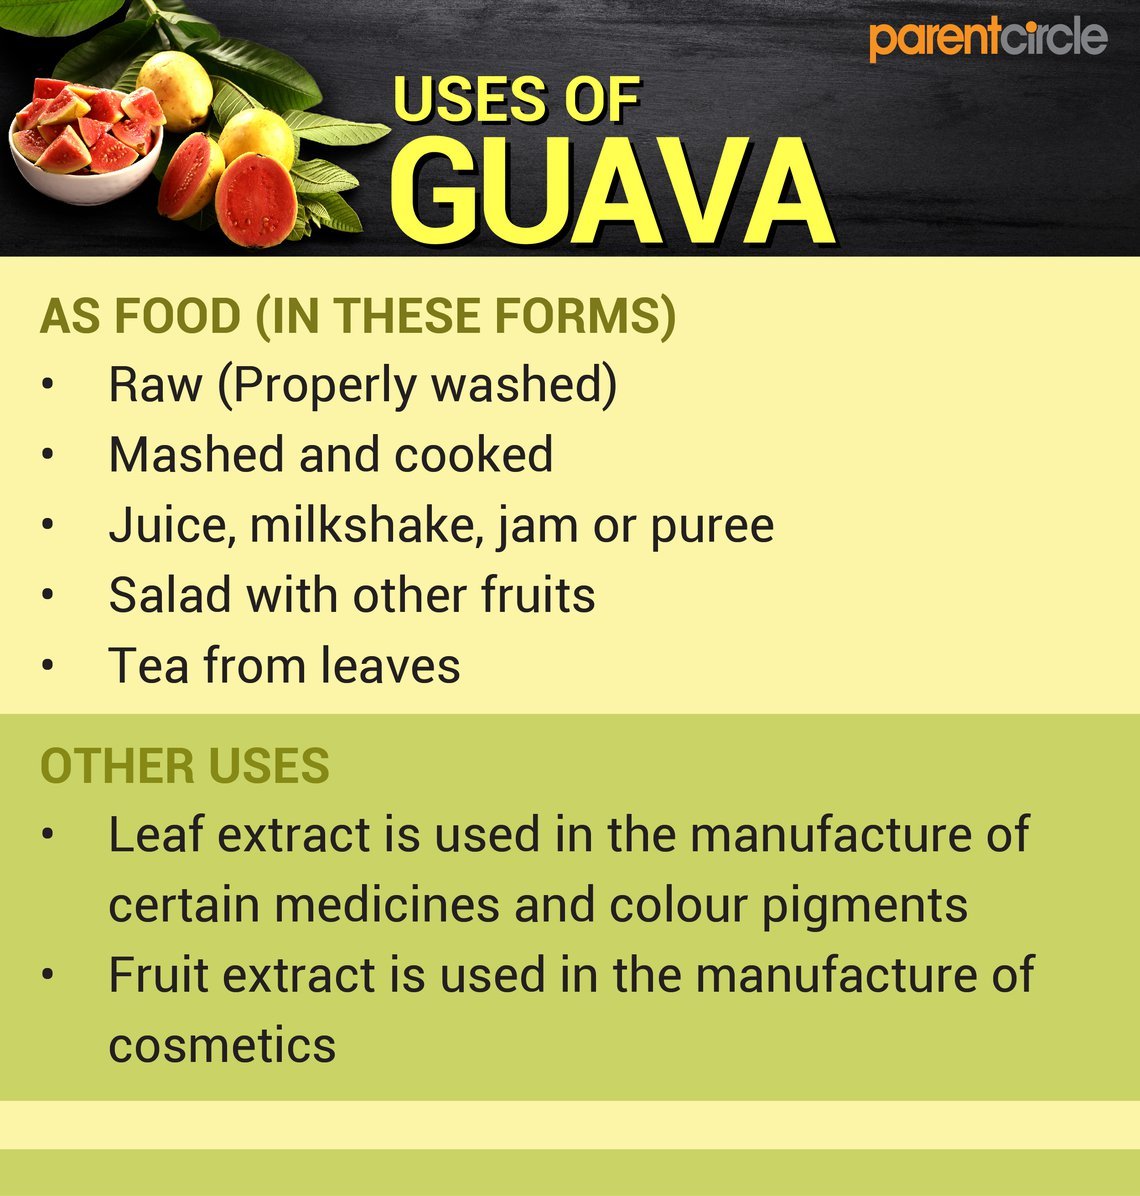 parentcircle
USES OF
GUAVA
AS FOOD (IN THESE FORMS)
• Raw (Properly washed)
• Mashed and cooked
• Juice, milkshake, jam or puree
• Salad with other fruits
• Tea from leaves
OTHER USES
• Leaf extract is used in the manufacture of
certain medicines and colour pigments
• Fruit extract is used in the manufacture of
cosmetics